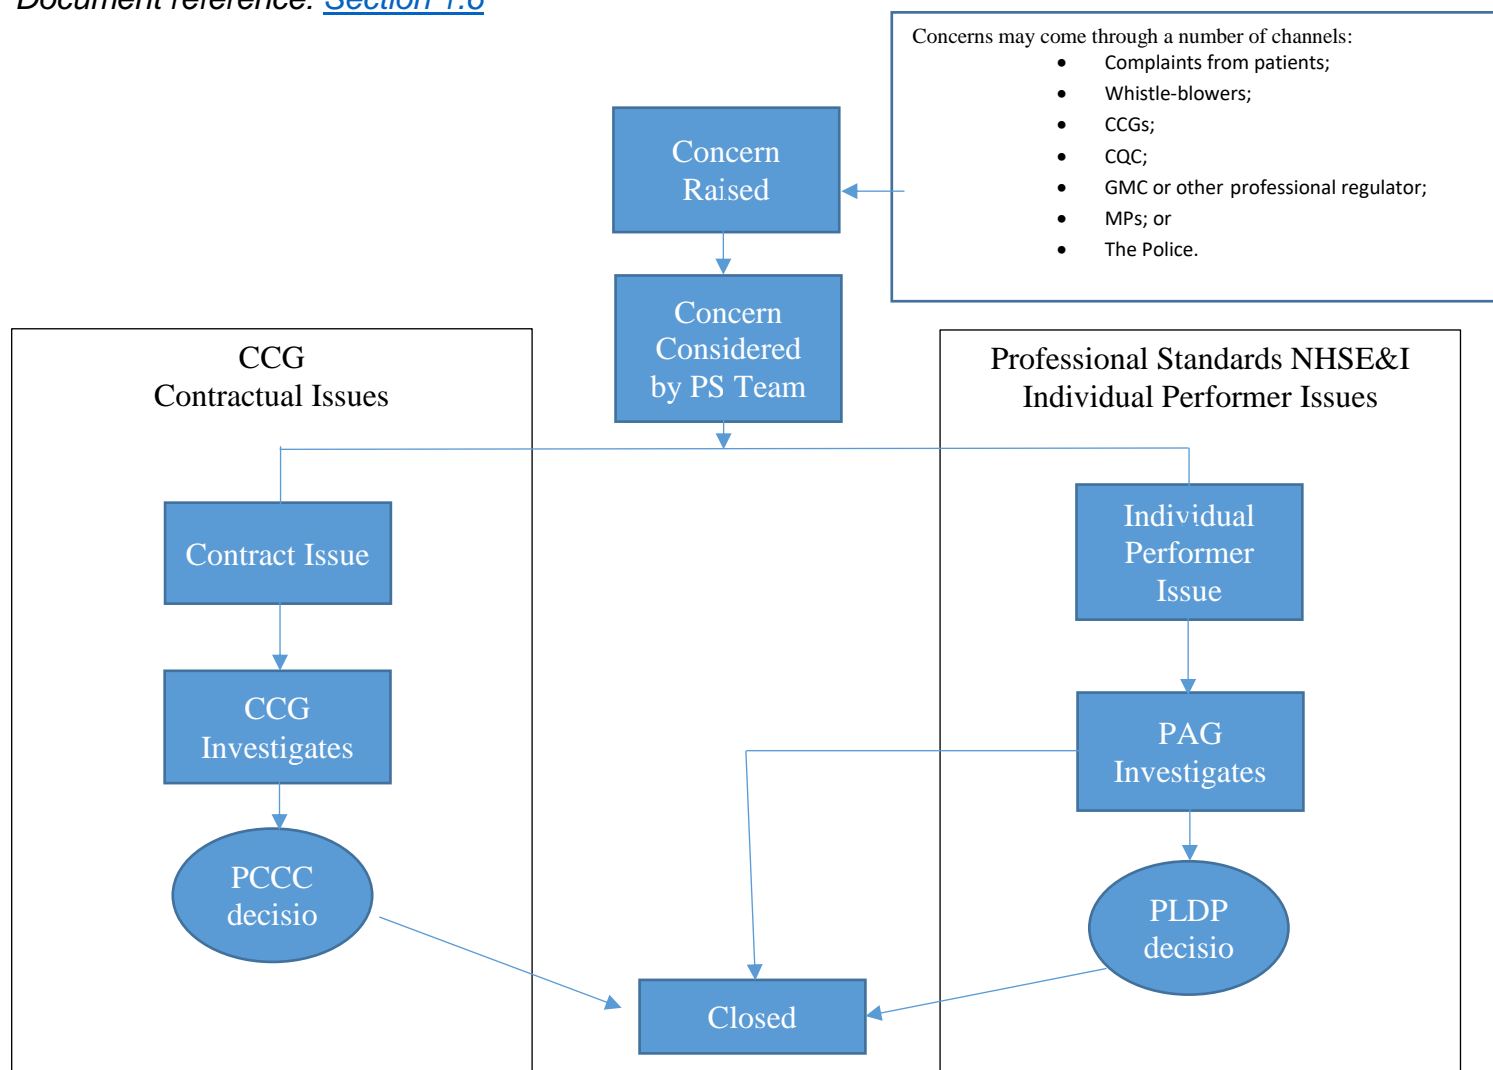 Document reference: Section 1.6
Concerns may come through a number of channels:
• Complaints from patients;
• Whistle-blowers;
• CCGs;
• CQC;
• GMC or other professional regulator;
• MPs; or
• The Police.
Concern
Raised
Concern
Considered
by PS Team
CCG
Contractual Issues
Professional Standards NHSE&I
Individual Performer Issues
Contract Issue
Individual
Performer
Issue
CCG
Investigates
PAG
Investigates
PCCC
decisio
PLDP
decisio
Closed